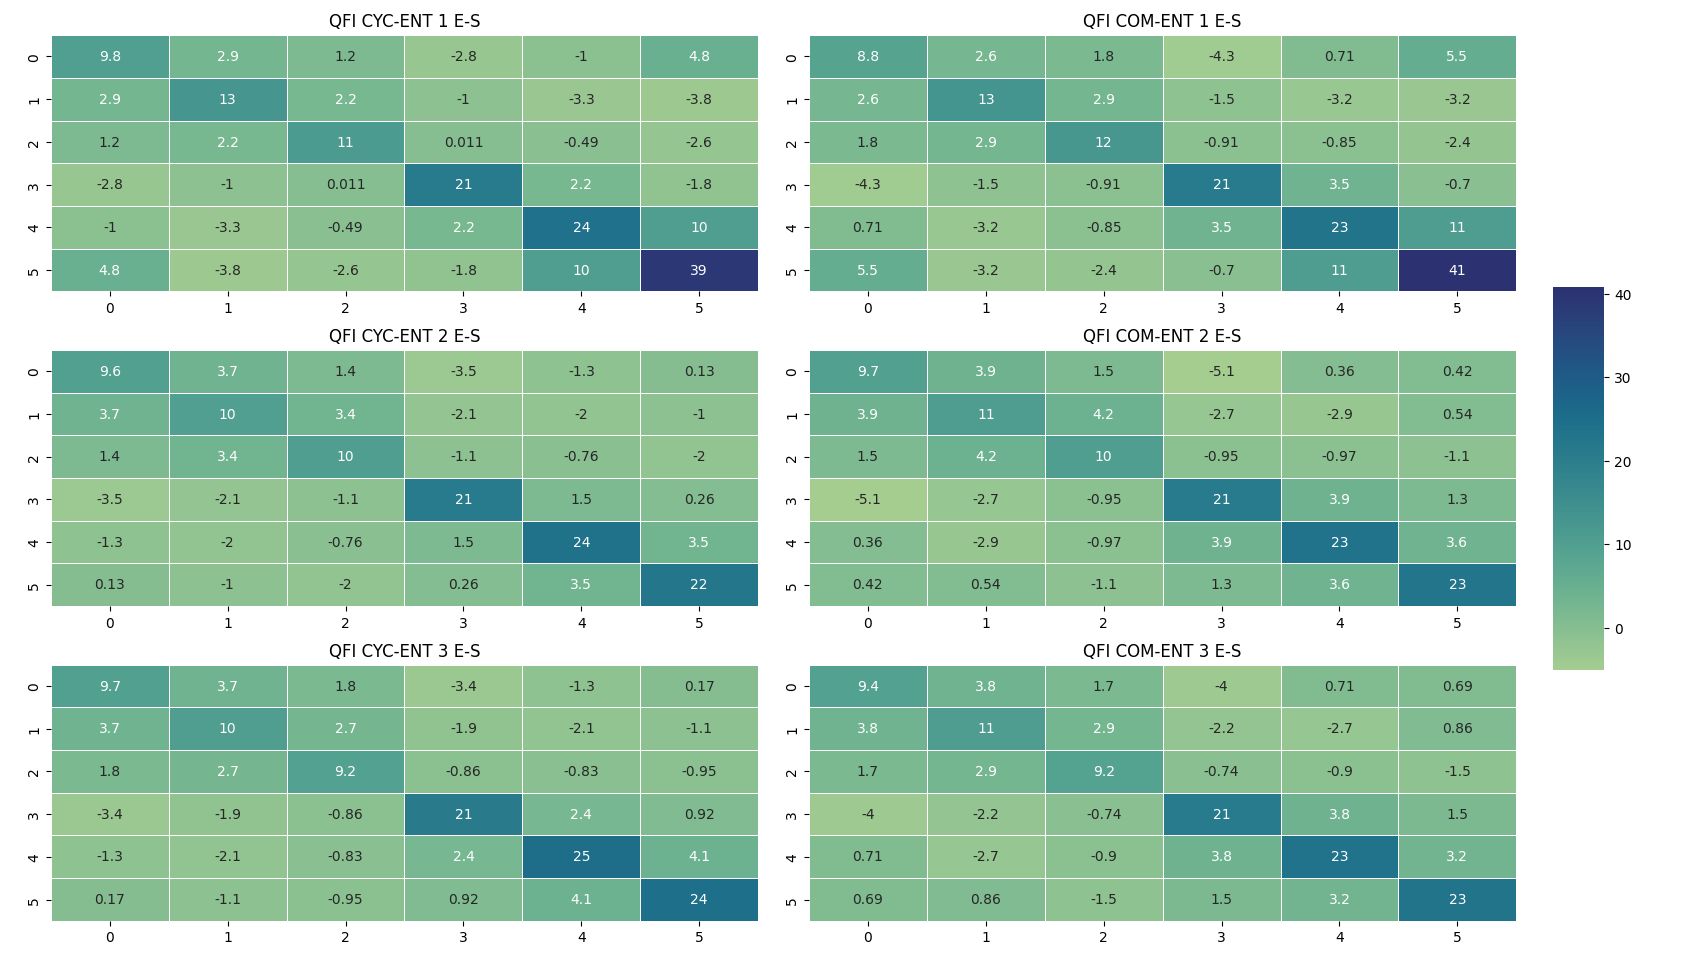 QFI CYC-ENT 1 E-S
0 9.8 2.9 1.2 -2.8 -1 4.8
1 2.9 13 2.2 -1 -3.3 -3.8
2 1.2 2.2 11 0.011 -0.49 -2.6
3 -2.8 -1 0.011 21 2.2 -1.8
4 -1 -3.3 -0.49 2.2 24 10
5 4.8 -3.8 -2.6 -1.8 10 39
0 1 2 3 4 5
QFI COM-ENT 1 E-S
0 8.8 2.6 1.8 -4.3 0.71 5.5
1 2.6 13 2.9 -1.5 -3.2 -3.2
2 1.8 2.9 12 -0.91 -0.85 -2.4
3 -4.3 -1.5 -0.91 21 3.5 -0.7
4 0.71 -3.2 -0.85 3.5 23 11
5 5.5 -3.2 -2.4 -0.7 11 41
0 1 2 3 4 5
QFI CYC-ENT 2 E-S
0 9.6 3.7 1.4 -3.5 -1.3 0.13
1 3.7 10 3.4 -2.1 -2 -1
2 1.4 3.4 10 -1.1 -0.76 -2
3 -3.5 -2.1 -1.1 21 1.5 0.26
4 -1.3 -2 -0.76 1.5 24 3.5
5 0.13 -1 -2 0.26 3.5 22
0 1 2 3 4 5
QFI COM-ENT 2 E-S
0 9.7 3.9 1.5 -5.1 0.36 0.42
1 3.9 11 4.2 -2.7 -2.9 0.54
2 1.5 4.2 10 -0.95 -0.97 -1.1
3 -5.1 -2.7 -0.95 21 3.9 1.3
4 0.36 -2.9 -0.97 3.9 23 3.6
5 0.42 0.54 -1.1 1.3 3.6 23
0 1 2 3 4 5
QFI CYC-ENT 3 E-S
0 9.7 3.7 1.8 -3.4 -1.3 0.17
1 3.7 10 2.7 -1.9 -2.1 -1.1
2 1.8 2.7 9.2 -0.86 -0.83 -0.95
3 -3.4 -1.9 -0.86 21 2.4 0.92
4 -1.3 -2.1 -0.83 2.4 25 4.1
5 0.17 -1.1 -0.95 0.92 4.1 24
0 1 2 3 4 5
QFI COM-ENT 3 E-S
0 9.4 3.8 1.7 -4 0.71 0.69
1 3.8 11 2.9 -2.2 -2.7 0.86
2 1.7 2.9 9.2 -0.74 -0.9 -1.5
3 -4 -2.2 -0.74 21 3.8 1.5
4 0.71 -2.7 -0.9 3.8 23 3.2
5 0.69 0.86 -1.5 1.5 3.2 23
0 1 2 3 4 5
40
30
20
10
0